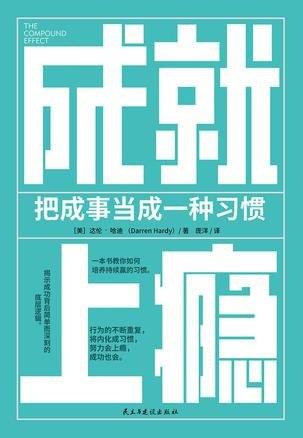 THE
COMPOUND
EFFECT
成就
把成事当成一种习惯
[美] 达伦·哈迪 (Darren Hardy) / 著 庞洋 / 译
上瘾
一本书教你如何
培养持续赢的习惯。
揭示成功背后简单而深刻的
底层逻辑。
行为的不断重复，
将内化成习惯，
努力会上瘾，
成功也会。
民主与建设出版社